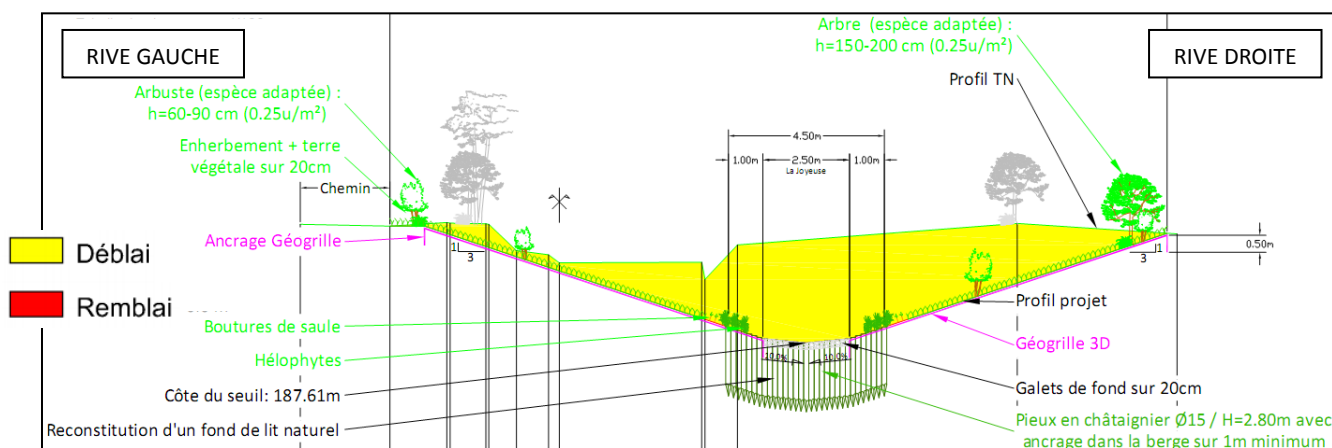 RIVE GAUCHE
RIVE DROITE
Arbre (espèce adaptée) :
h=150-200 cm (0.25u/m²)
Profil TN
Arbuste (espèce adaptée) :
h=60-90 cm (0.25u/m²)
Enherbement + terre
végétale sur 20cm
Chemin
4.50m
1.00m
2.50m
1.00m
La Joyeuse
Ancrage Géogrille
1
3
1
3
0.50m
Déblai
Remblai
Profil projet
Boutures de saule
Géogrille 3D
Hélophytes
10.0%
10.0%
Côte du seuil: 187.61m
Galets de fond sur 20cm
Reconstitution d'un fond de lit naturel
Pieux en châtaignier Ø15 / H=2.80m avec
ancrage dans la berge sur 1m minimum